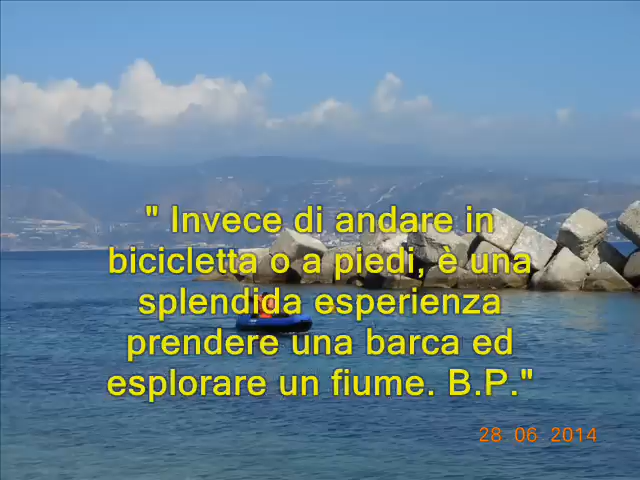 " Invece di andare in
bicicletta o a piedi, è una
splendida esperienza
prendere una barca ed
esplorare un fiume. B.P."
28 06 2014